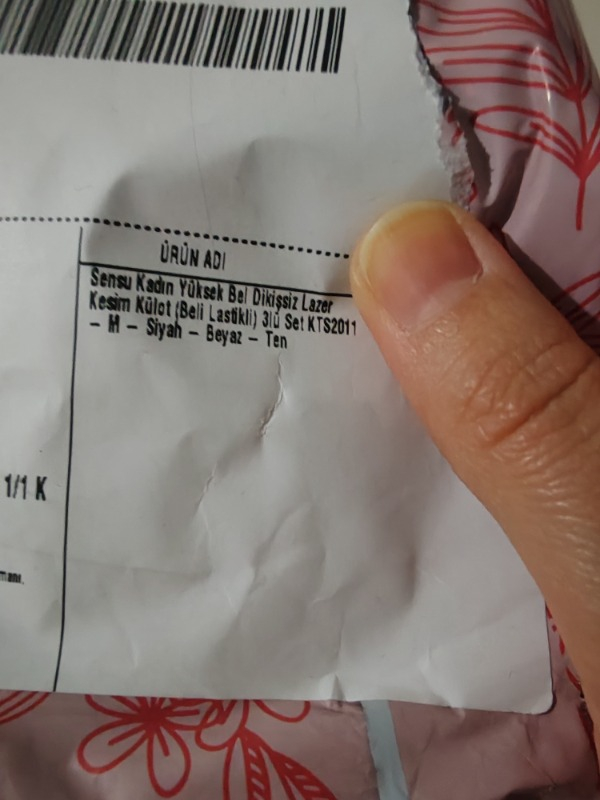 ÜRÜN ADI
Sensu Kadın Yüksek Bel Dikişsiz Lazer
Kesim Külot (Beli Lastikli) 3lü Set KTS2011
– M – Siyah – Beyaz – Ten
1/1 K